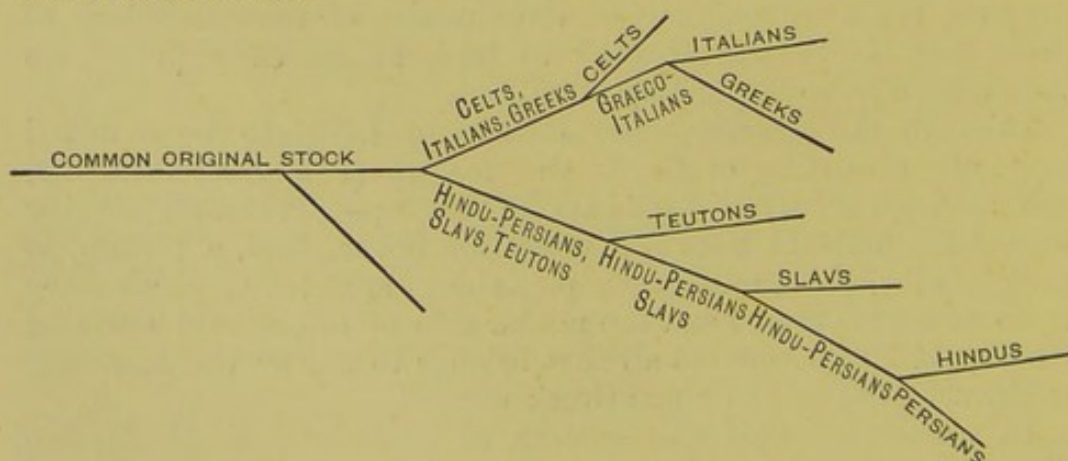 COMMON ORIGINAL STOCK
CELTS,
ITALIANS, GREEKS
CELTS
GRAECO-
ITALIANS
ITALIANS
GREEKS
HINDU-PERSIANS,
SLAVS, TEUTONS
TEUTONS
HINDU-PERSIANS
SLAVS
SLAVS
HINDU-PERSIANS
HINDUS
PERSIANS